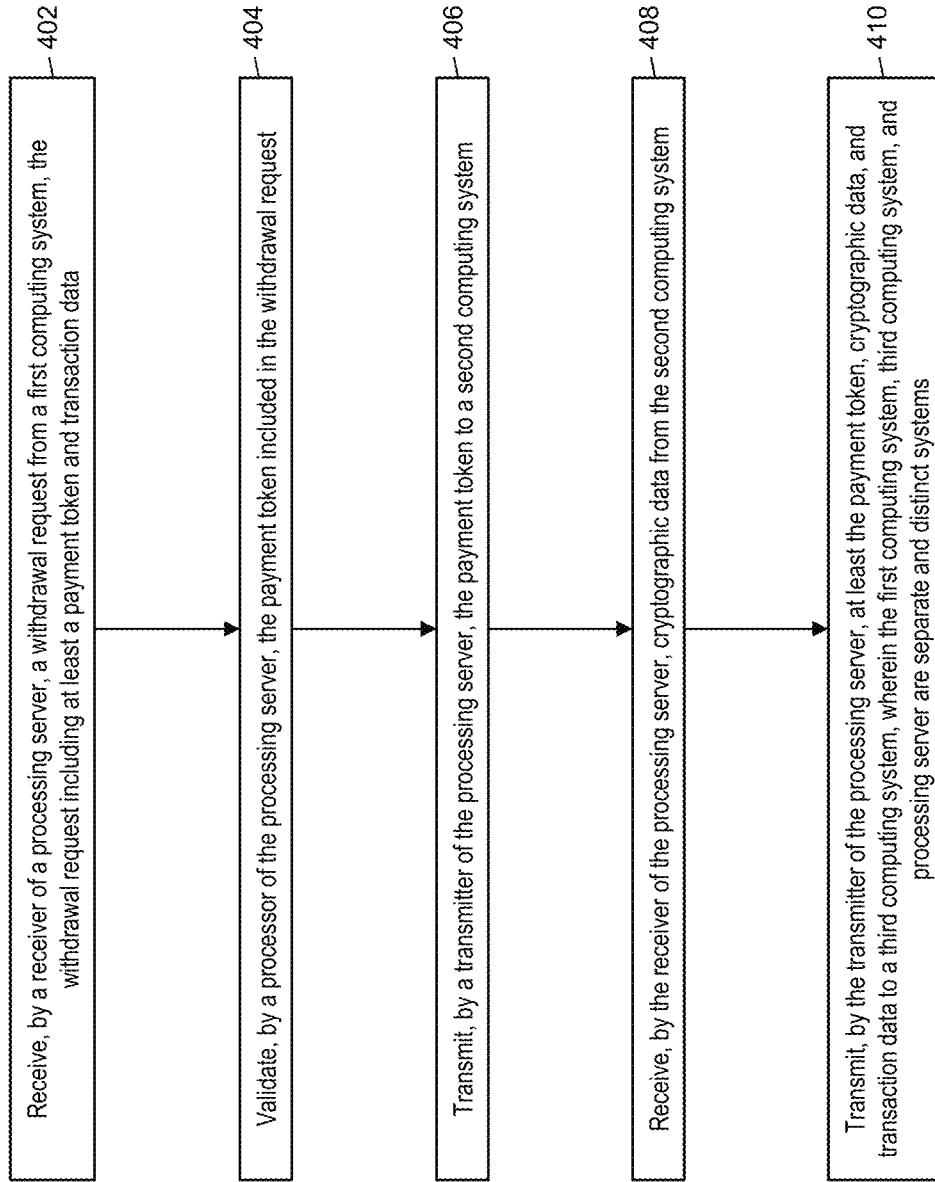 Receive, by a receiver of a processing server, a withdrawal request from a first computing system, the
withdrawal request including at least a payment token and transaction data
402
Validate, by a processor of the processing server, the payment token included in the withdrawal request
404
Transmit, by a transmitter of the processing server, the payment token to a second computing system
406
Receive, by the receiver of the processing server, cryptographic data from the second computing system
408
Transmit, by the transmitter of the processing server, at least the payment token, cryptographic data, and
transaction data to a third computing system, wherein the first computing system, third computing system, and
processing server are separate and distinct systems
410